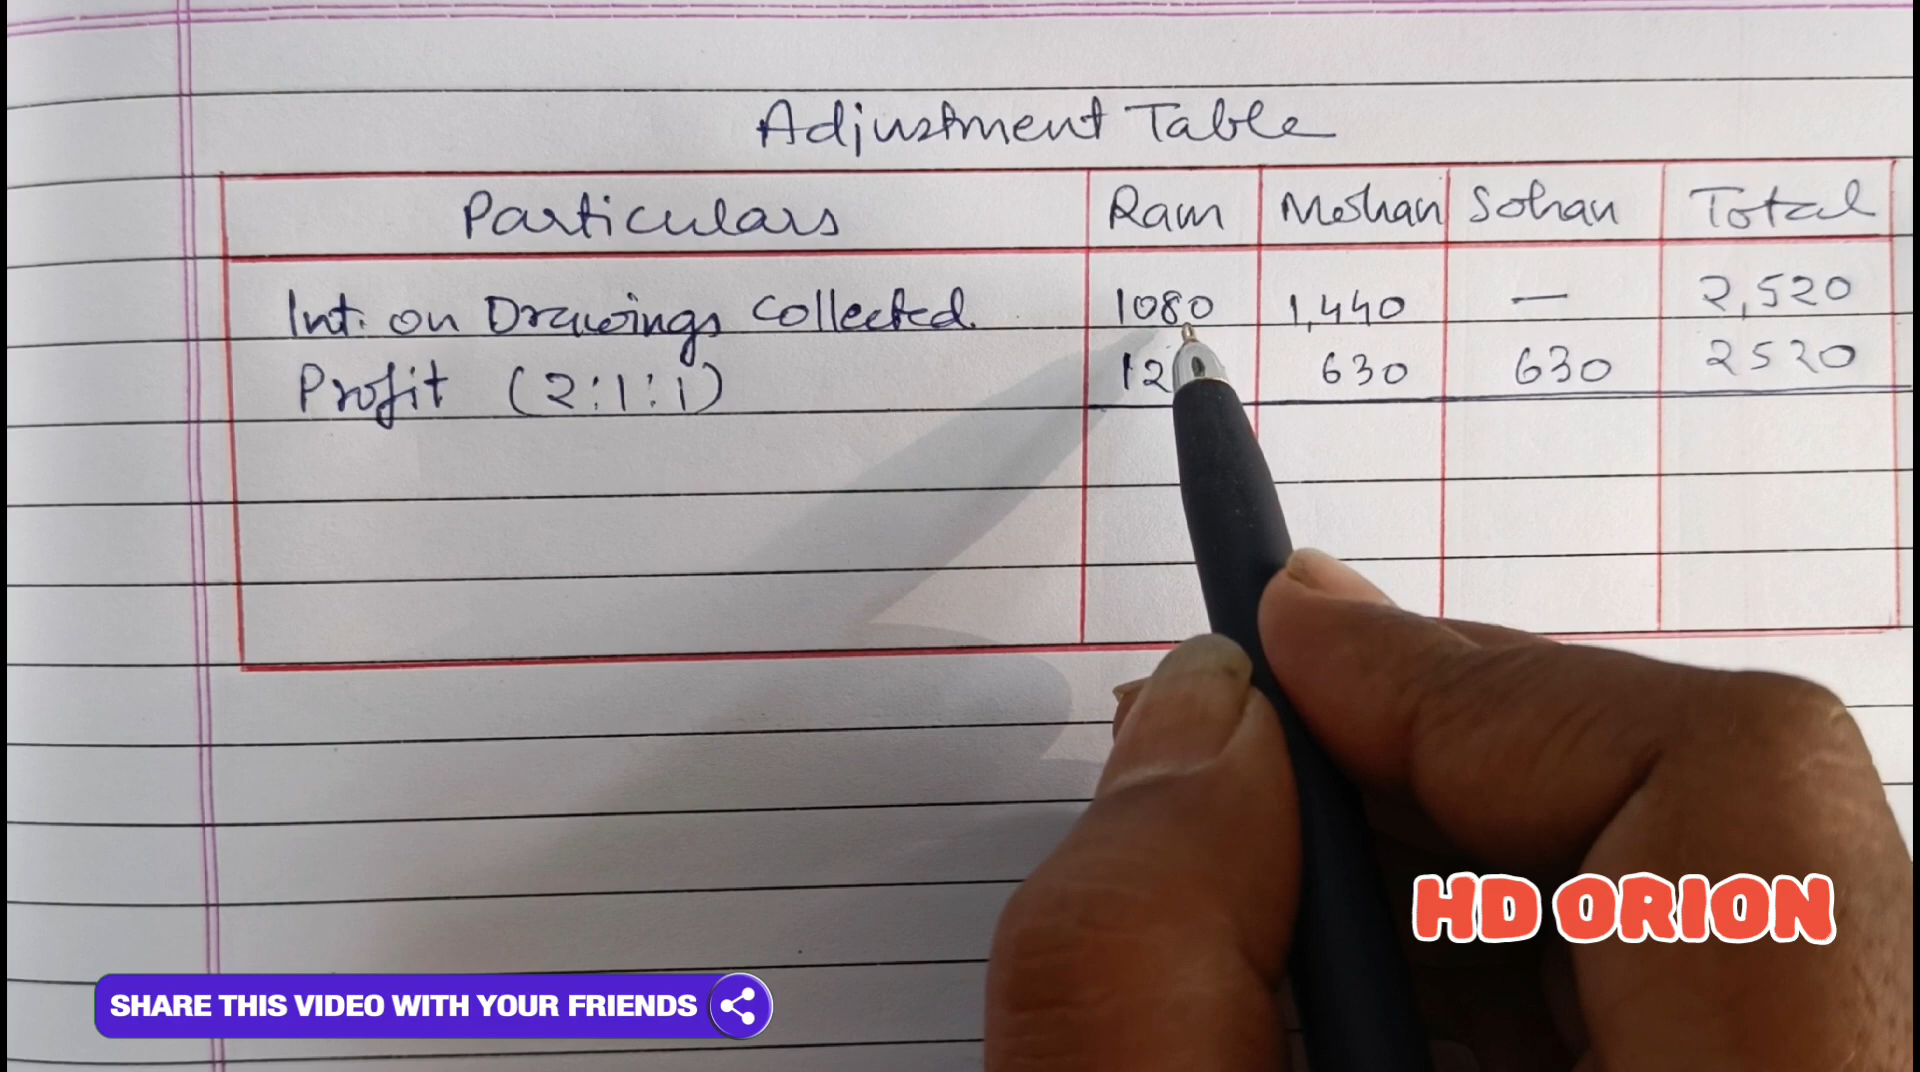 Adjustment Table
Particulars Ram Mohan Sohan Total
Int. on Drawings Collected. 1080 1,440 — 2,520
Profit (2:1:1) 12 630 630 2520
HD ORION
SHARE THIS VIDEO WITH YOUR FRIENDS